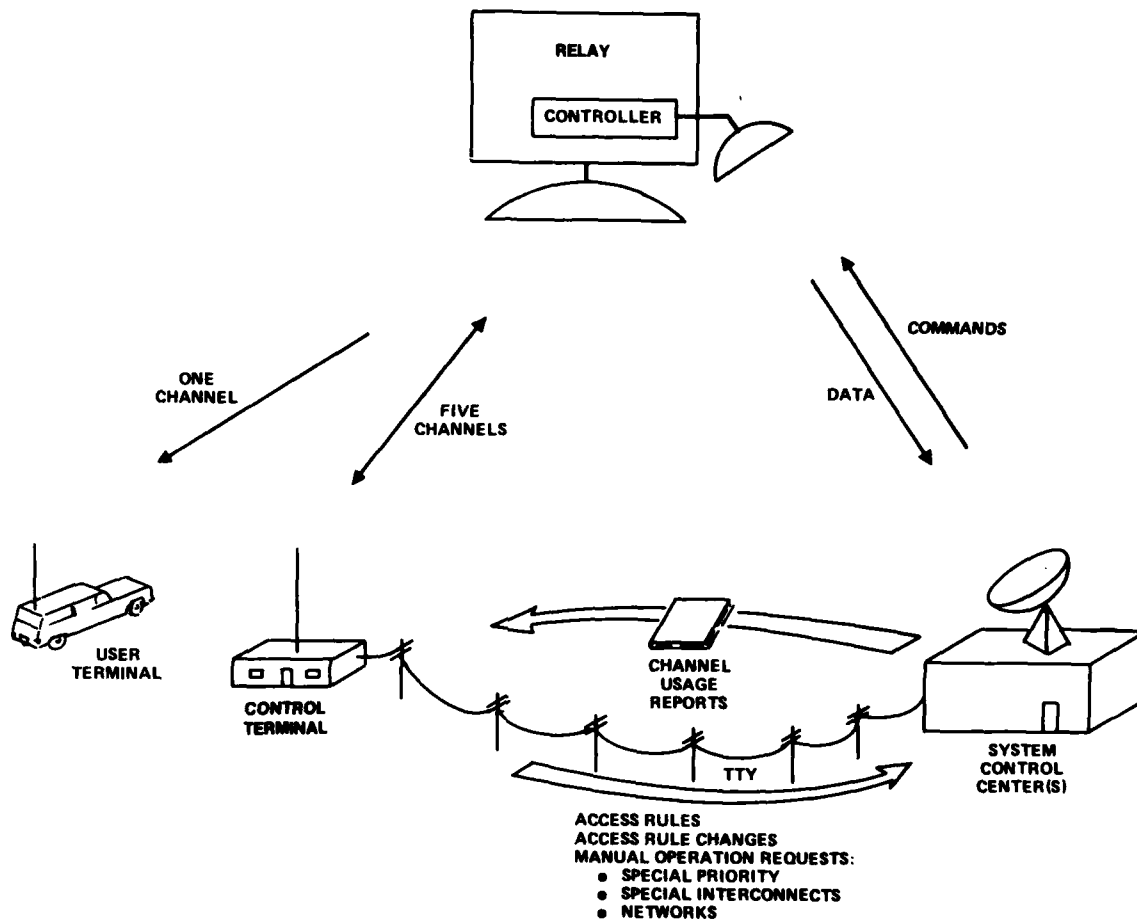 RELAY
CONTROLLER
COMMANDS
DATA
ONE
CHANNEL
FIVE
CHANNELS
USER
TERMINAL
CONTROL
TERMINAL
CHANNEL
USAGE
REPORTS
TTY
SYSTEM
CONTROL
CENTER(S)
ACCESS RULES
ACCESS RULE CHANGES
MANUAL OPERATION REQUESTS:
● SPECIAL PRIORITY
● SPECIAL INTERCONNECTS
● NETWORKS